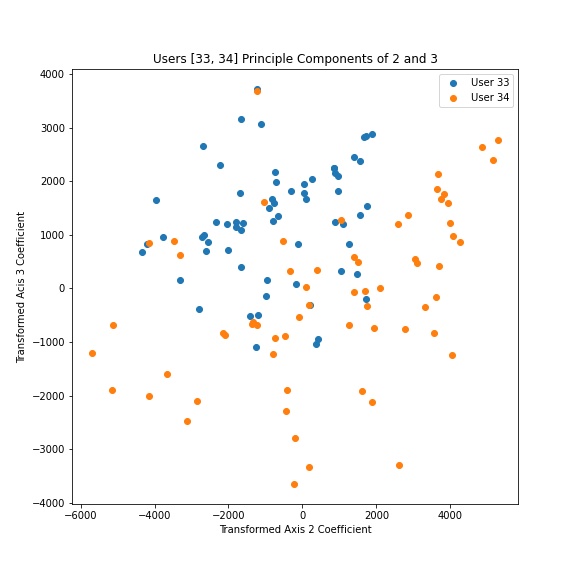 Users [33, 34] Principle Components of 2 and 3
User 33
User 34
Transformed Acis 3 Coefficient
4000
3000
2000
1000
0
−1000
−2000
−3000
−4000
−6000 −4000 −2000 0 2000 4000
Transformed Axis 2 Coefficient